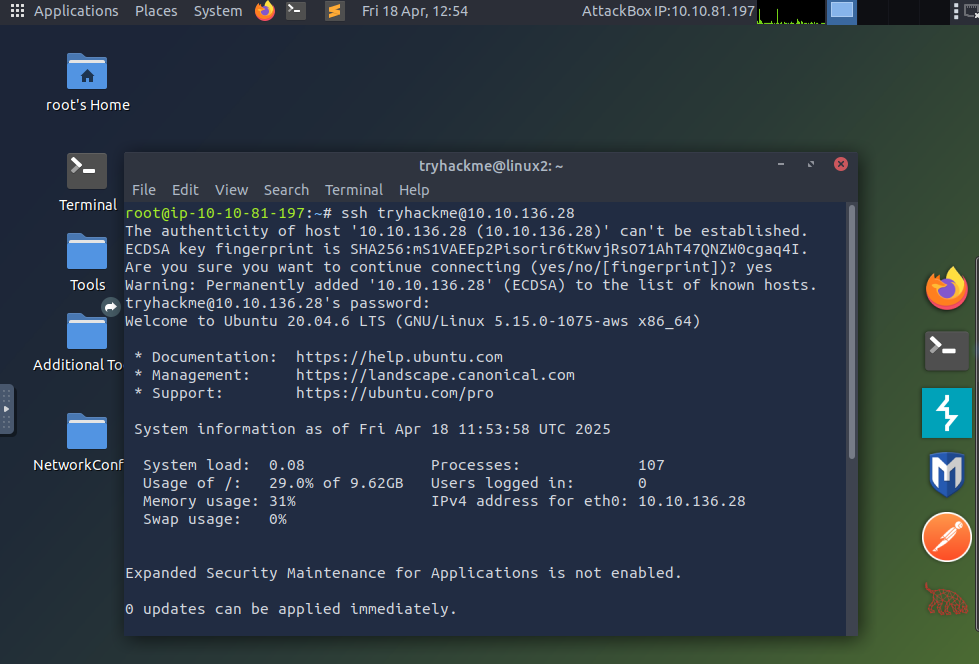 Applications Places System Fri 18 Apr, 12:54 AttackBox IP:10.10.81.197
root's Home
Terminal
Tools
Additional To
NetworkConf
tryhackme@linux2: ~
File Edit View Search Terminal Help
root@ip-10-10-81-197:~# ssh tryhackme@10.10.136.28
The authenticity of host '10.10.136.28 (10.10.136.28)' can't be established.
ECDSA key fingerprint is SHA256:mS1VAEEp2Pisorir6tKwvjRsO71AhT47QNZW0cgaq4I.
Are you sure you want to continue connecting (yes/no/[fingerprint])? yes
Warning: Permanently added '10.10.136.28' (ECDSA) to the list of known hosts.
tryhackme@10.10.136.28's password:
Welcome to Ubuntu 20.04.6 LTS (GNU/Linux 5.15.0-1075-aws x86_64)
* Documentation: https://help.ubuntu.com
* Management: https://landscape.canonical.com
* Support: https://ubuntu.com/pro
System information as of Fri Apr 18 11:53:58 UTC 2025
System load: 0.08 Processes: 107
Usage of /: 29.0% of 9.62GB Users logged in: 0
Memory usage: 31% IPv4 address for eth0: 10.10.136.28
Swap usage: 0%
Expanded Security Maintenance for Applications is not enabled.
0 updates can be applied immediately.